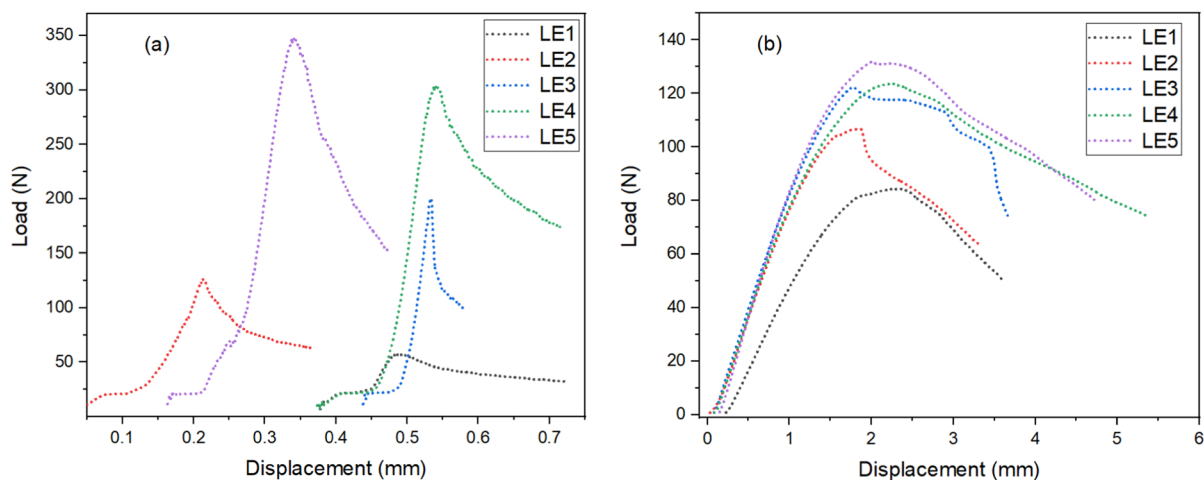 (a)
LE1
LE2
LE3
LE4
LE5
350
300
250
200
150
100
50
0.1 0.2 0.3 0.4 0.5 0.6 0.7
Load (N)
Displacement (mm)
(b)
LE1
LE2
LE3
LE4
LE5
140
120
100
80
60
40
20
0
0 1 2 3 4 5 6
Load (N)
Displacement (mm)